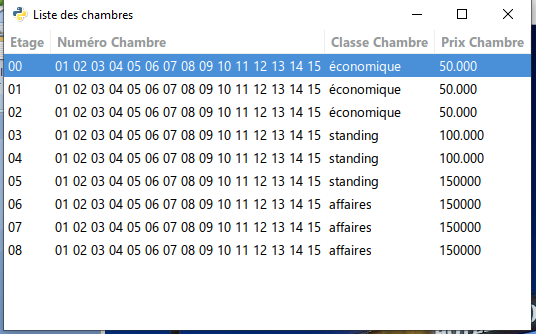 Liste des chambres
Etage Numéro Chambre Classe Chambre Prix Chambre
00 01 02 03 04 05 06 07 08 09 10 11 12 13 14 15 économique 50.000
01 01 02 03 04 05 06 07 08 09 10 11 12 13 14 15 économique 50.000
02 01 02 03 04 05 06 07 08 09 10 11 12 13 14 15 économique 50.000
03 01 02 03 04 05 06 07 08 09 10 11 12 13 14 15 standing 100.000
04 01 02 03 04 05 06 07 08 09 10 11 12 13 14 15 standing 100.000
05 01 02 03 04 05 06 07 08 09 10 11 12 13 14 15 standing 150000
06 01 02 03 04 05 06 07 08 09 10 11 12 13 14 15 affaires 150000
07 01 02 03 04 05 06 07 08 09 10 11 12 13 14 15 affaires 150000
08 01 02 03 04 05 06 07 08 09 10 11 12 13 14 15 affaires 150000